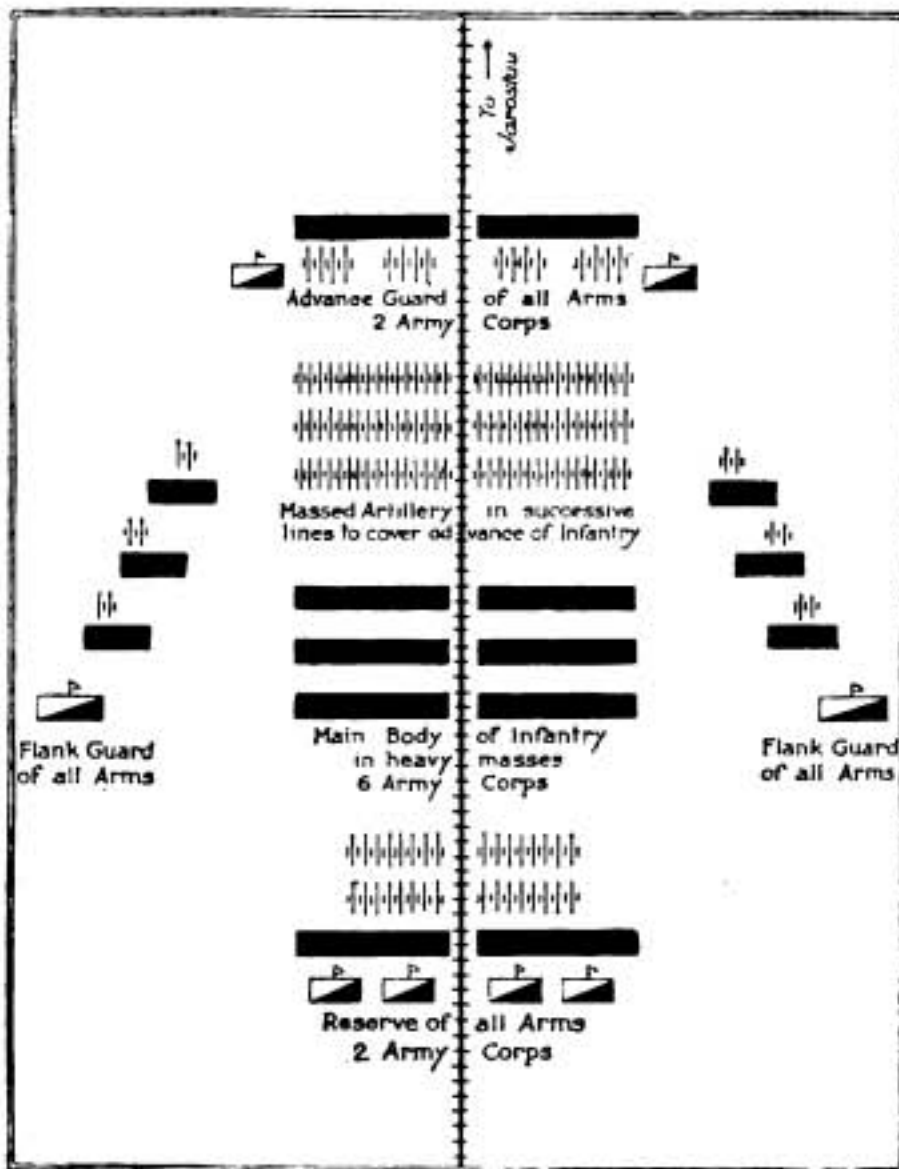 To
Advance Guard of all Arms
2 Army Corps
Massed Artillery in successive
lines to cover advance of Infantry
Main Body of Infantry
in heavy masses
6 Army Corps
Flank Guard
of all Arms
Flank Guard
of all Arms
Reserve of all Arms
2 Army Corps